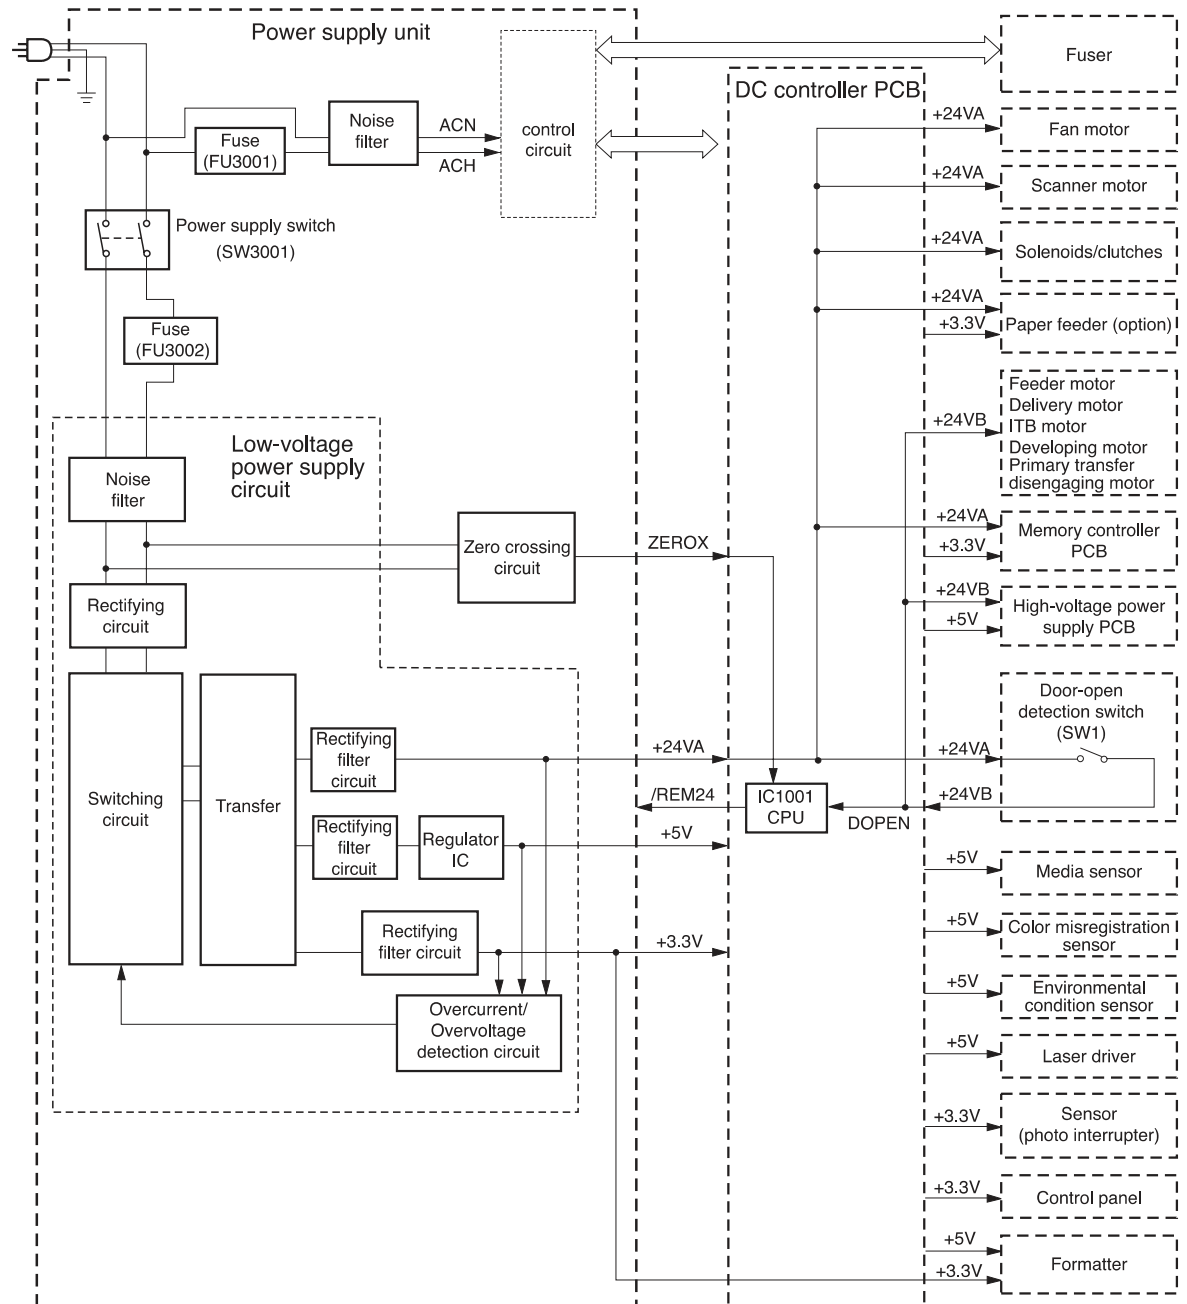 Power supply unit
Fuser
DC controller PCB
control
circuit
Noise
filter
ACN
ACH
Fuse
(FU3001)
+24VA
Fan motor
+24VA
Scanner motor
Power supply switch
(SW3001)
+24VA
Solenoids/clutches
+24VA
+3.3V
Paper feeder (option)
Fuse
(FU3002)
Feeder motor
Delivery motor
ITB motor
Developing motor
Primary transfer
disengaging motor
+24VB
Low-voltage
power supply
circuit
Noise
filter
Zero crossing
circuit
ZEROX
+24VA
+3.3V
Memory controller
PCB
Rectifying
circuit
+24VB
+5V
High-voltage power
supply PCB
Door-open
detection switch
(SW1)
Switching
circuit
Transfer
Rectifying
filter
circuit
+24VA
+24VA
/REM24
IC1001
CPU
DOPEN
+24VB
Rectifying
filter
circuit
Regulator
IC
+5V
+5V
Media sensor
Rectifying
filter circuit
+3.3V
+5V
Color misregistration
sensor
Overcurrent/
Overvoltage
detection circuit
+5V
Environmental
condition sensor
+5V
Laser driver
+3.3V
Sensor
(photo interrupter)
+3.3V
Control panel
+5V
+3.3V
Formatter